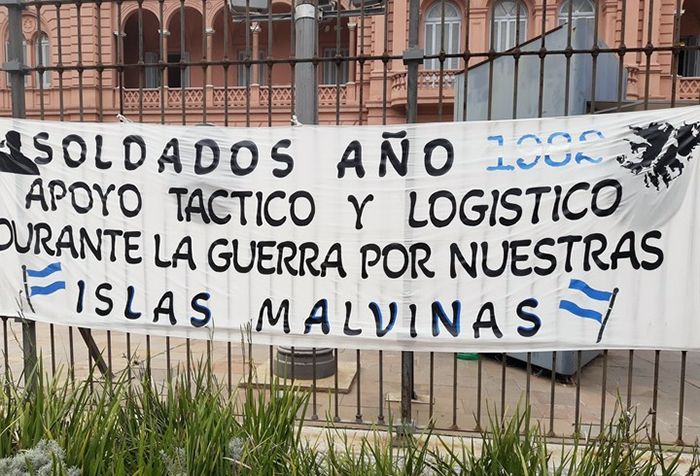 SOLDADOS AÑO 1982
APOYO TACTICO Y LOGISTICO
DURANTE LA GUERRA POR NUESTRAS
ISLAS MALVINAS